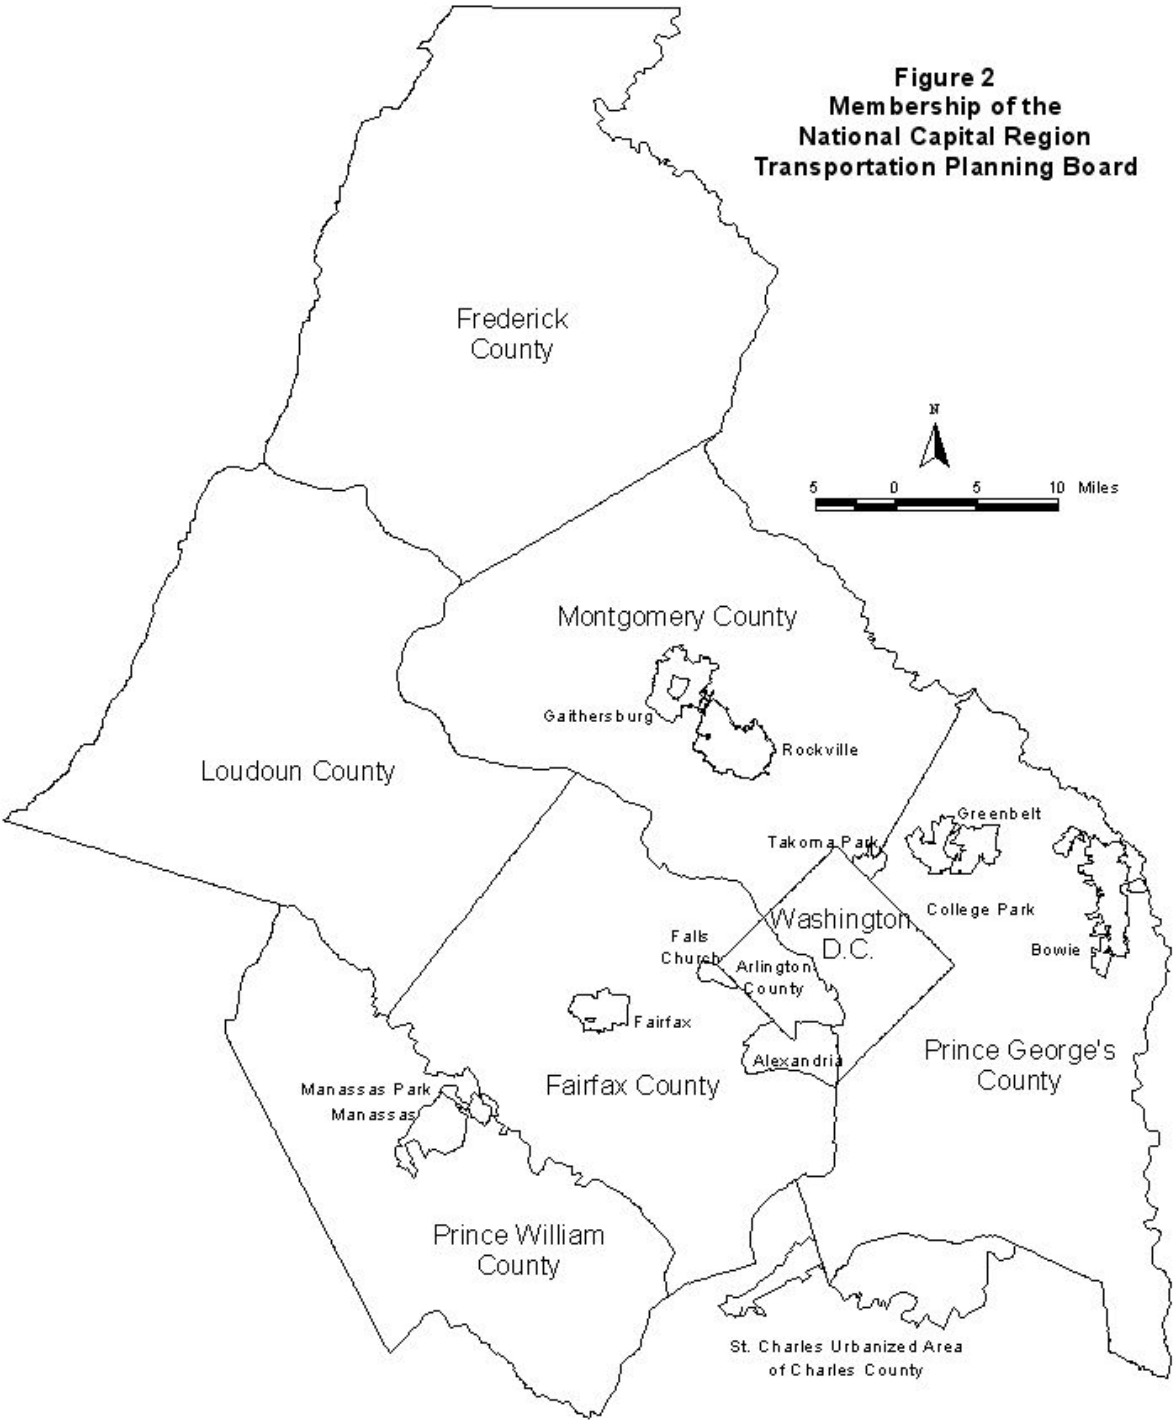 Figure 2
Membership of the
National Capital Region
Transportation Planning Board
Frederick
County
N
5 0 5 10 Miles
Montgomery County
Gaithersburg
Rockville
Loudoun County
Greenbelt
Takoma Park
College Park
Washington
D.C.
Bowie
Falls
Church
Arlington
County
Fairfax
Alexandria
Prince George's
County
Fairfax County
Manassas Park
Manassas
Prince William
County
St. Charles Urbanized Area
of Charles County